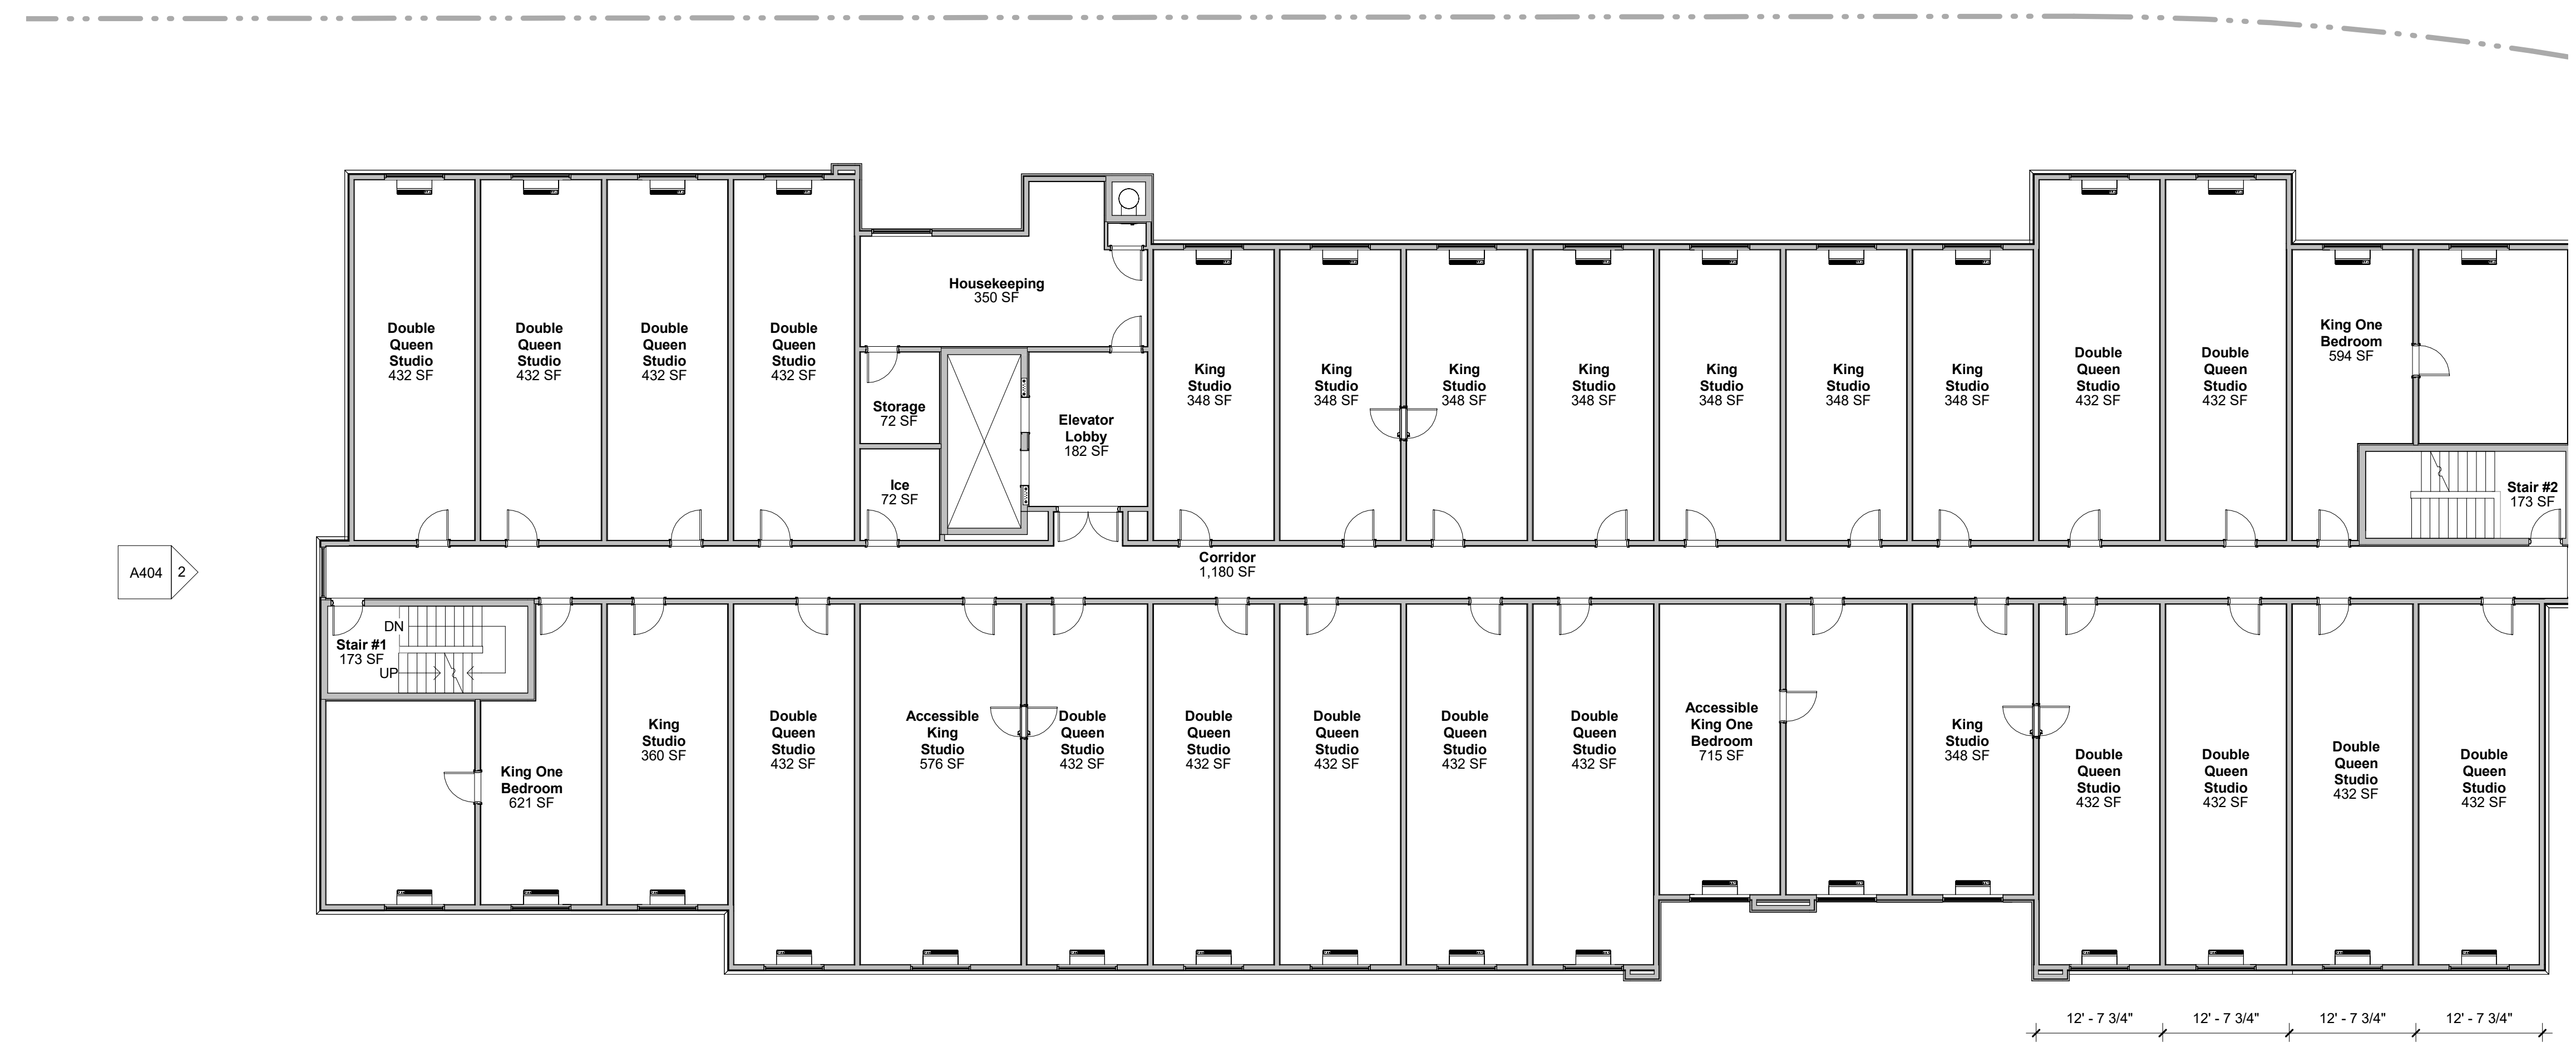 Double
Queen
Studio
432 SF
Double
Queen
Studio
432 SF
Double
Queen
Studio
432 SF
Double
Queen
Studio
432 SF
Housekeeping
350 SF
Storage
72 SF
Ice
72 SF
Elevator
Lobby
182 SF
King
Studio
348 SF
King
Studio
348 SF
King
Studio
348 SF
King
Studio
348 SF
King
Studio
348 SF
King
Studio
348 SF
King
Studio
348 SF
Double
Queen
Studio
432 SF
Double
Queen
Studio
432 SF
King One
Bedroom
594 SF
Stair #2
173 SF
Corridor
1,180 SF
A404
2
DN
Stair #1
173 SF
UP
King One
Bedroom
621 SF
King
Studio
360 SF
Double
Queen
Studio
432 SF
Accessible
King
Studio
576 SF
Double
Queen
Studio
432 SF
Double
Queen
Studio
432 SF
Double
Queen
Studio
432 SF
Double
Queen
Studio
432 SF
Double
Queen
Studio
432 SF
Accessible
King One
Bedroom
715 SF
King
Studio
348 SF
Double
Queen
Studio
432 SF
Double
Queen
Studio
432 SF
Double
Queen
Studio
432 SF
Double
Queen
Studio
432 SF
12' - 7 3/4"
12' - 7 3/4"
12' - 7 3/4"
12' - 7 3/4"